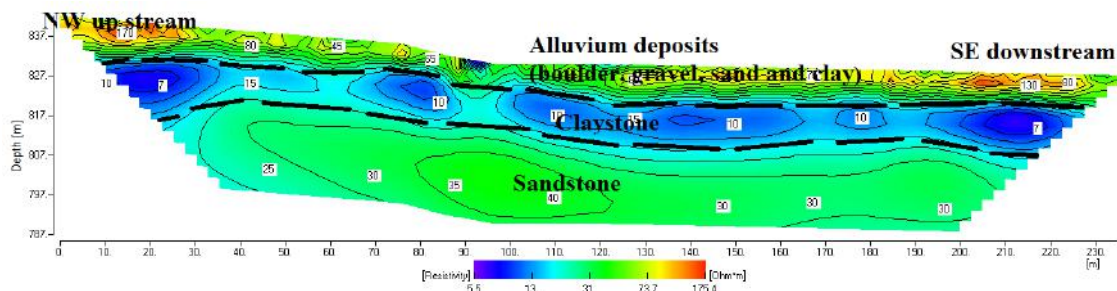 NW up stream
SE downstream
Alluvium deposits
(boulder, gravel, sand and clay)
Claystone
Sandstone
Depth [m]
837.
827.
817.
807.
797.
787.
170
80
45
65
130
90
10
7
15
10
10
15
10
10
7
25
30
35
40
30
30
30
0 10. 20. 30. 40. 50. 60. 70. 80. 90. 100. 110. 120. 130. 140. 150. 160. 170. 180. 190. 200. 210. 220. 230.
[m]
[Resistivity] [Ohm*m]
5.5 13 31 73.7 175.4